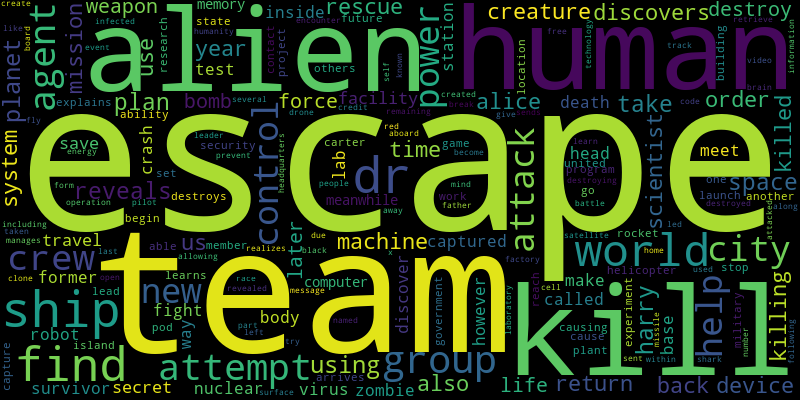 create
infected
like
board
event
agent
planet
research
weapon
memory
state
humanity
mission
use
explains
alien
inside
rescue
year
encounter
future
test
others
contact
project
self
known
power
station
human
creature
discovers
destroy
free
technology
location
track
building
video
retrieve
brain
information
plan
bomb
several
force
facility
alice
death
take
order
killed
created
break
remaining
give
code
fly
ability
leader
drone
credit
red
aboard
game
become
system
save
energy
crash
security
prevent
headquarters
carter
time
lab
escape
attack
scientist
head
united
program
destroying
learn
meet
form
reveals
set
control
people
dr
mind
father
go
battle
space
one
launch
another
destroyed
attacked
along
operation
pilot
destroys
meanwhile
work
away
including
taken
manages
travel
begin
able
us
member
later
due
black
x
machine
captured
satellite
rocket
led
home
world
city
helicopter
used
stop
crew
last
former
open
clone
learns
allowing
realizes
team
new
way
race
revealed
message
computer
discover
government
however
factory
laboratory
reach
kill
called
make
causing
cause
plant
cell
sent
experiment
missile
within
harry
base
shark
help
military
number
killing
following
ship
lead
fight
pod
body
part
left
named
try
robot
island
find
attempt
using
group
capture
survivor
secret
nuclear
surface
virus
arrives
zombie
also
life
return
back
device